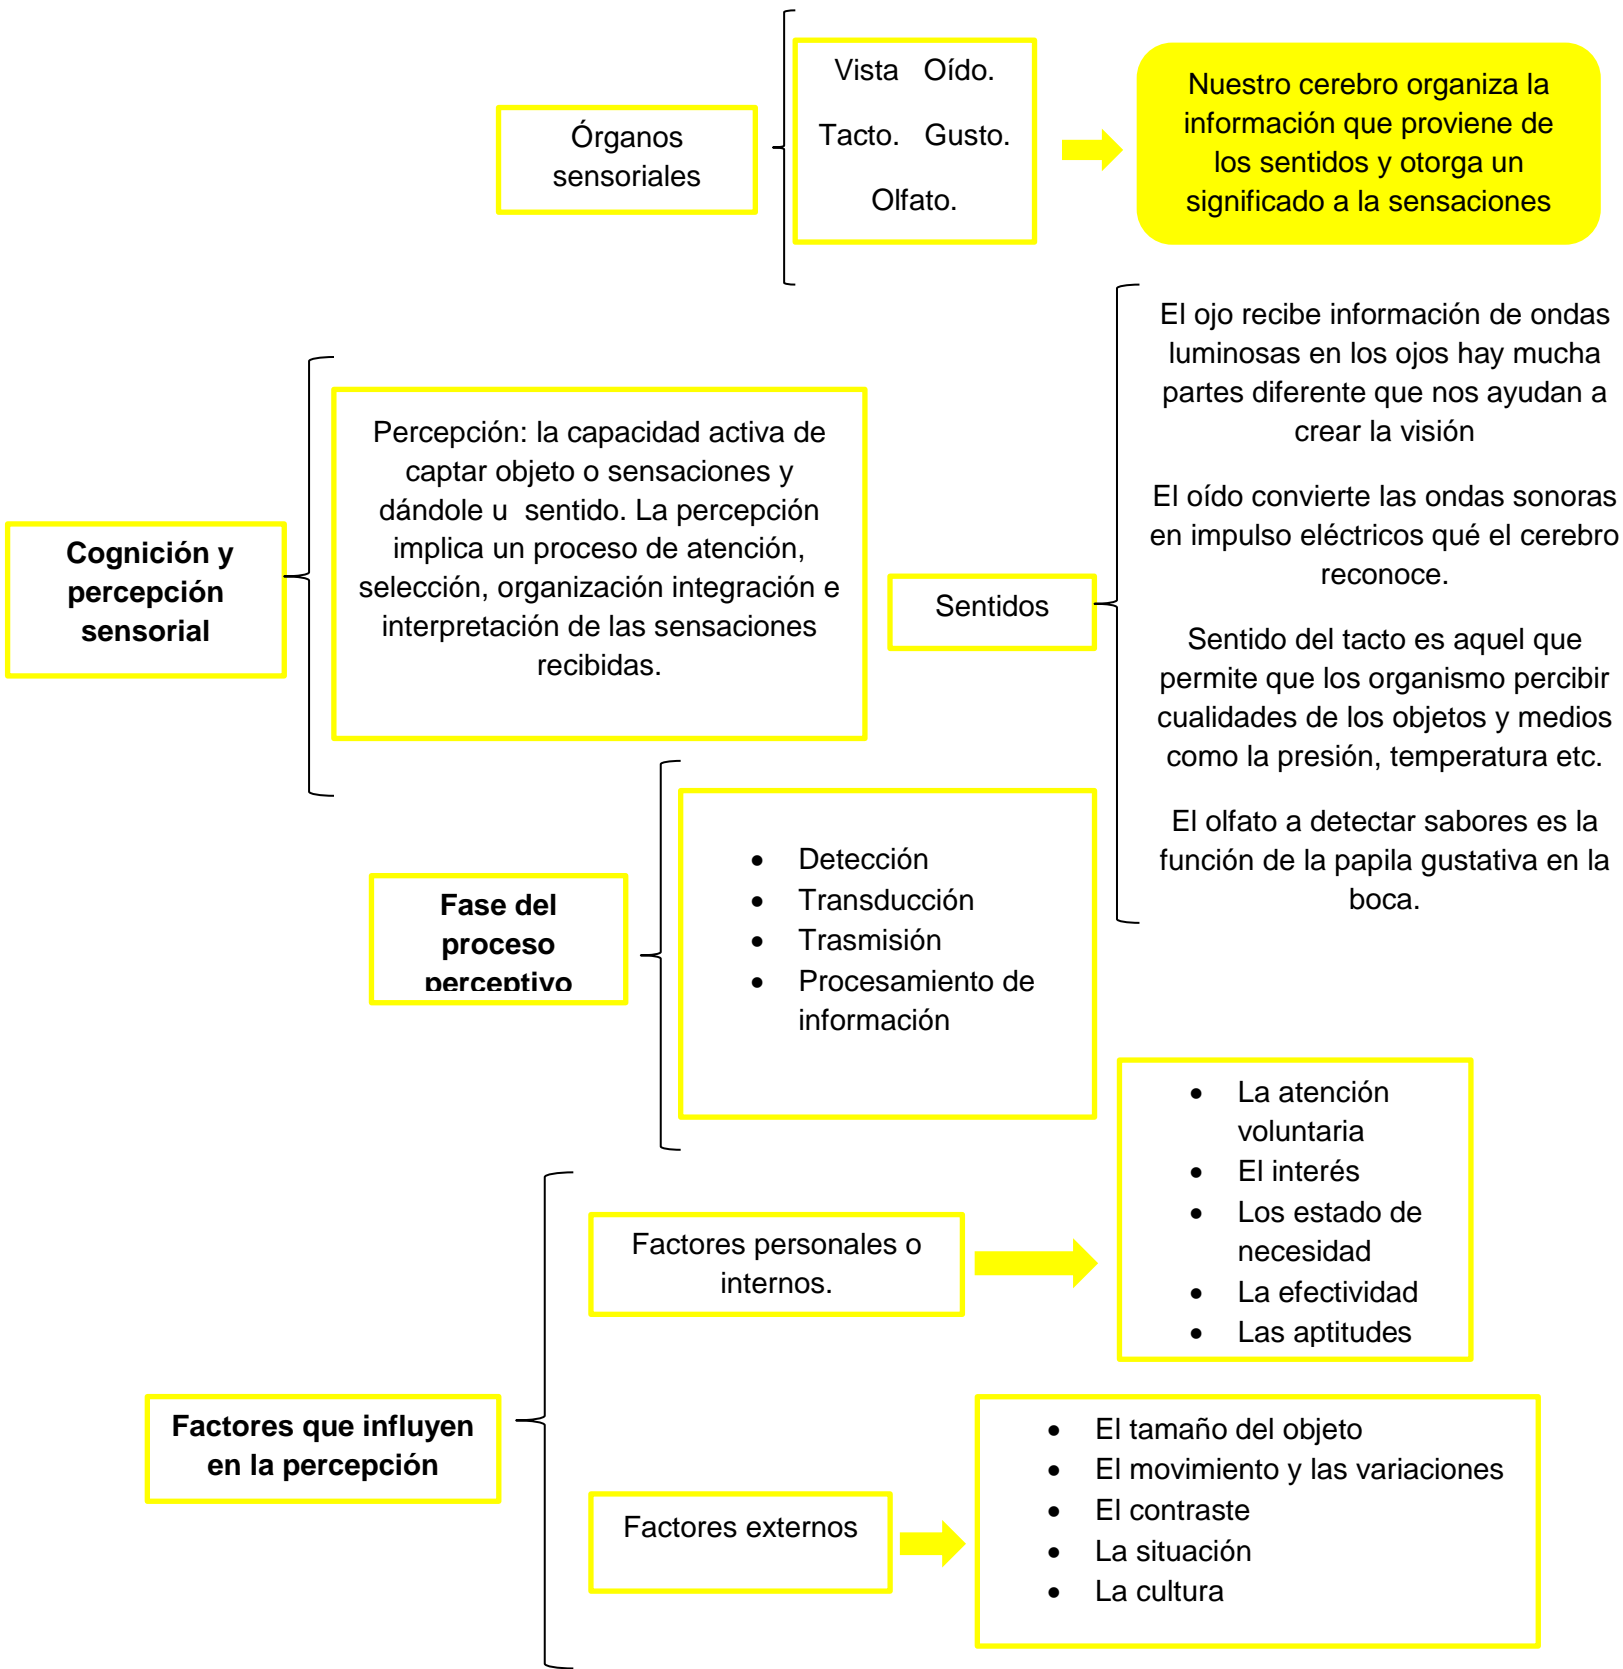 Órganos
sensoriales
Vista   Oído.
Tacto.   Gusto.
Olfato.
Nuestro cerebro organiza la
información que proviene de
los sentidos y otorga un
significado a la sensaciones
Cognición y
percepción
sensorial
Percepción: la capacidad activa de
captar objeto o sensaciones y
dándole u  sentido. La percepción
implica un proceso de atención,
selección, organización integración e
interpretación de las sensaciones
recibidas.
Sentidos
El ojo recibe información de ondas
luminosas en los ojos hay mucha
partes diferente que nos ayudan a
crear la visión
El oído convierte las ondas sonoras
en impulso eléctricos qué el cerebro
reconoce.
Sentido del tacto es aquel que
permite que los organismo percibir
cualidades de los objetos y medios
como la presión, temperatura etc.
El olfato a detectar sabores es la
función de la papila gustativa en la
boca.
Fase del
proceso
perceptivo
• Detección
• Transducción
• Trasmisión
• Procesamiento de
información
Factores que influyen
en la percepción
Factores personales o
internos.
• La atención
voluntaria
• El interés
• Los estado de
necesidad
• La efectividad
• Las aptitudes
Factores externos
• El tamaño del objeto
• El movimiento y las variaciones
• El contraste
• La situación
• La cultura